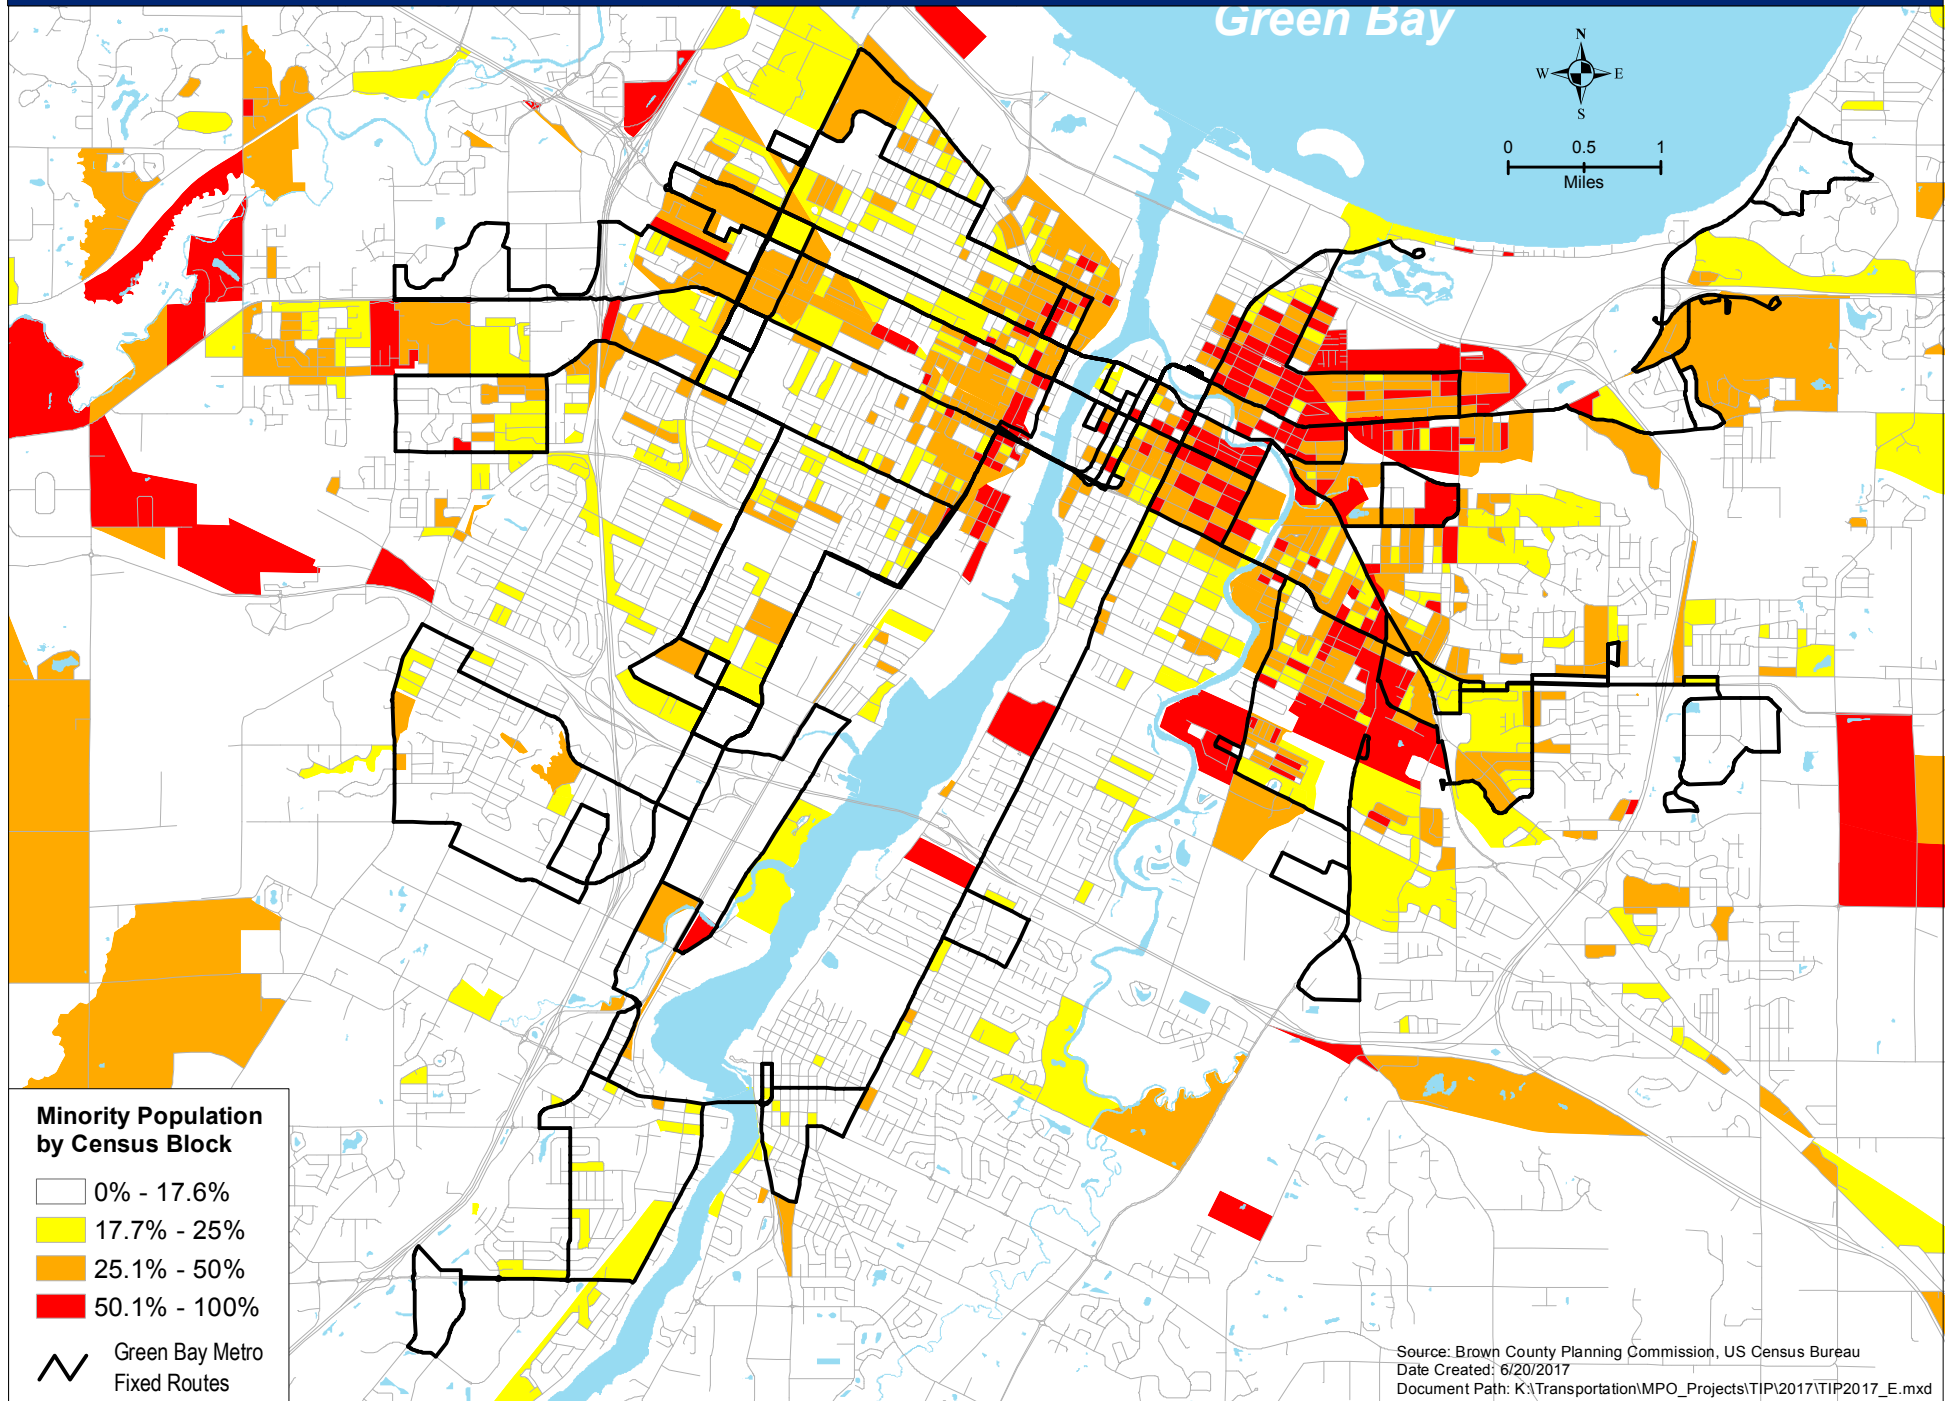 Green Bay
N
W E
S
0 0.5 1
Miles
Minority Population
by Census Block
0% - 17.6%
17.7% - 25%
25.1% - 50%
50.1% - 100%
Green Bay Metro
Fixed Routes
Source: Brown County Planning Commission, US Census Bureau
Date Created: 6/20/2017
Document Path: K:\Transportation\MPO_Projects\TIP\2017\TIP2017_E.mxd